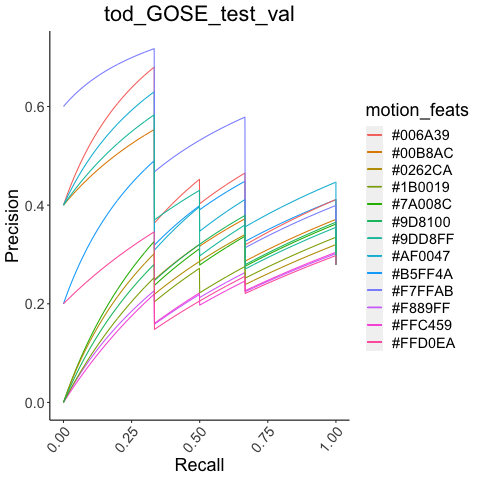 tod_GOSE_test_val
Precision
0.6
0.4
0.2
0.0
0.00
0.25
0.50
0.75
1.00
Recall
motion_feats
#006A39
#00B8AC
#0262CA
#1B0019
#7A008C
#9D8100
#9DD8FF
#AF0047
#B5FF4A
#F7FFAB
#F889FF
#FFC459
#FFD0EA